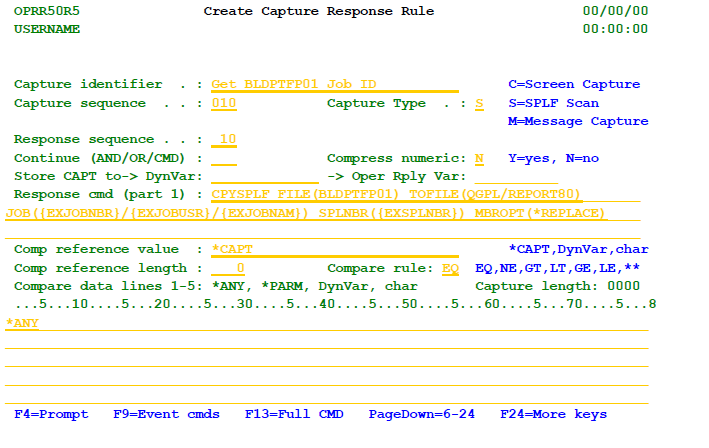 OPRR50R5 Create Capture Response Rule 00/00/00
USERNAME 00:00:00
Capture identifier . : Get BLDPTFP01 Job ID C=Screen Capture
Capture sequence . . : 010 Capture Type . : S S=SPLF Scan
M=Message Capture
Response sequence . . : 10
Continue (AND/OR/CMD) : Compress numeric: N Y=yes, N=no
Store CAPT to-> DynVar: -> Oper Rply Var:
Response cmd (part 1) : CPYSPLF FILE(BLDPTFP01) TOFILE(QGPL/REPORT80)
JOB({EXJOBNBR}/{EXJOBUSR}/{EXJOBNAM}) SPLNBR({EXSPLNBR}) MBROPT(*REPLACE)
Comp reference value : *CAPT *CAPT,DynVar,char
Comp reference length : 0 Compare rule: EQ EQ,NE,GT,LT,GE,LE,**
Compare data lines 1-5: *ANY, *PARM, DynVar, char Capture length: 0000
...5...10....5...20....5...30....5...40....5...50....5...60....5...70....5...8
*ANY
F4=Prompt F9=Event cmds F13=Full CMD PageDown=6-24 F24=More keys